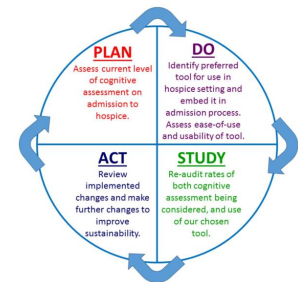 PLAN
Assess current level
of cognitive
assessment on
admission to
hospice.
DO
Identify preferred
tool for use in
hospice setting and
embed it in
admission process.
Assess ease-of-use
and usability of tool.
ACT
Review
implemented
changes and make
further changes to
improve
sustainability.
STUDY
Re-audit rates of
both cognitive
assessment being
considered, and use
of our chosen
tool.